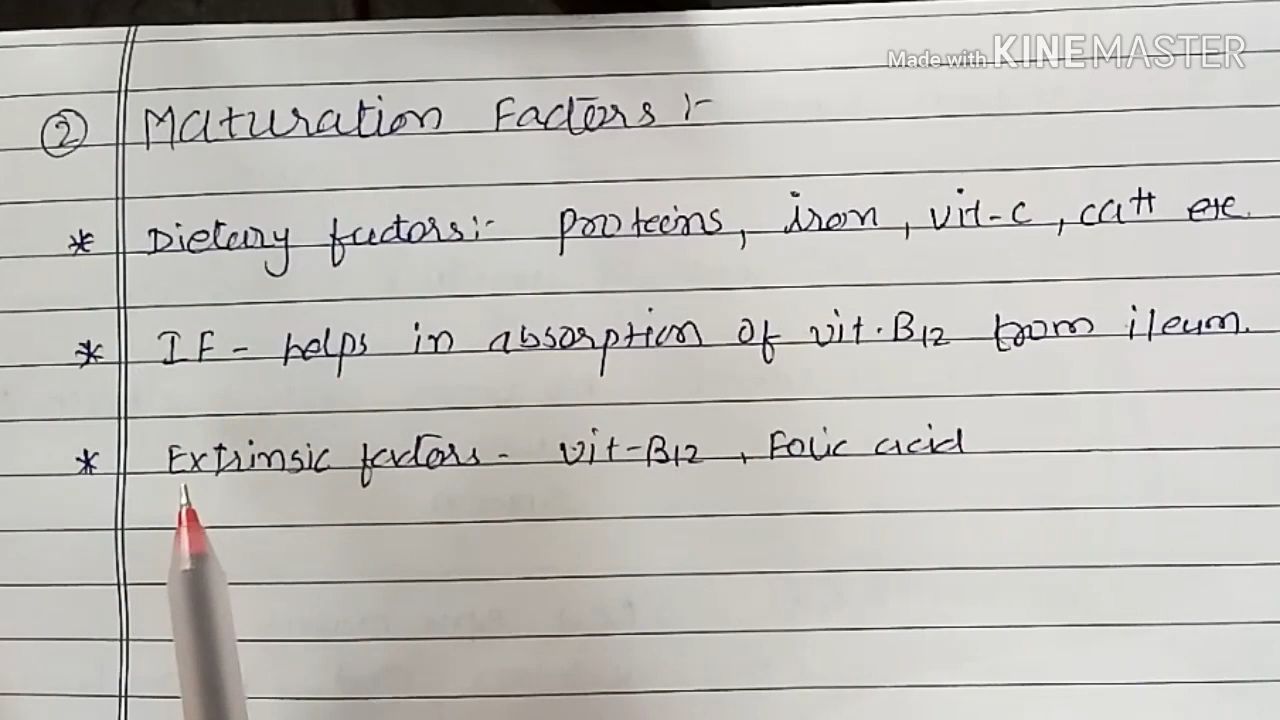 Made with KINEMASTER
② Maturation Factors :-
* Dietary factors:- Proteins, iron, vit-c, ca++ etc.
* IF - helps in absorption of vit.B12 from ileum.
* Extrinsic factors - vit-B12, Folic acid